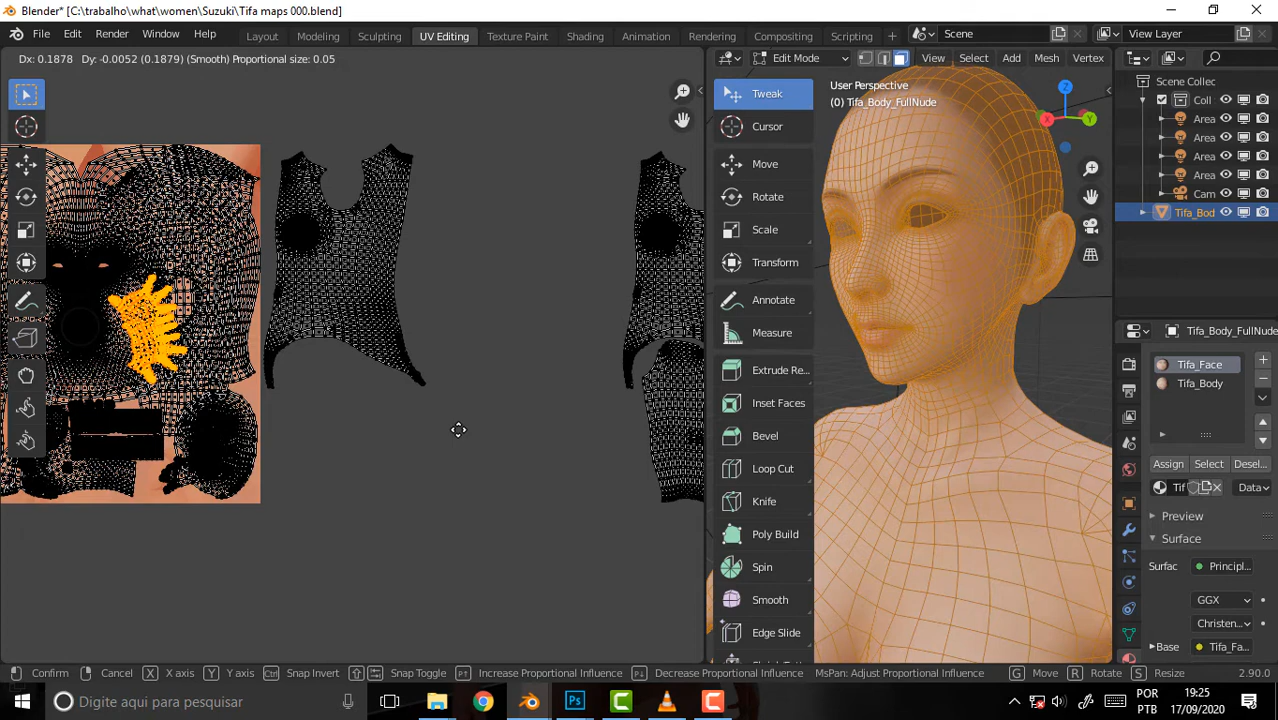 Blender* [C:\trabalho\what\women\Suzuki\Tifa maps 000.blend]
File Edit Render Window Help Layout Modeling Sculpting UV Editing Texture Paint Shading Animation Rendering Compositing Scripting + Scene View Layer
Dx: 0.1878 Dy: -0.0052 (0.1879) (Smooth) Proportional size: 0.05
Edit Mode View Select Add Mesh Vertex
User Perspective
(0) Tifa_Body_FullNude
Tweak
Cursor
Move
Rotate
Scale
Transform
Annotate
Measure
Extrude Re...
Inset Faces
Bevel
Loop Cut
Knife
Poly Build
Spin
Smooth
Edge Slide
X
Y
Z
Scene Collec
Coll
Area
Area
Area
Area
Cam
Tifa_Bod
Tifa_Body_FullNude
Tifa_Face
Tifa_Body
Assign Select Desel...
Tif Data
Preview
Surface
Surfac Principl...
GGX
Christen...
Base Tifa_Fa...
Confirm Cancel X X axis Y Y axis Ctrl Snap Invert Snap Toggle Increase Proportional Influence Decrease Proportional Influence MsPan: Adjust Proportional Influence G Move R Rotate S Resize 2.90.0
Digite aqui para pesquisar
Ps
POR
PTB
19:25
17/09/2020